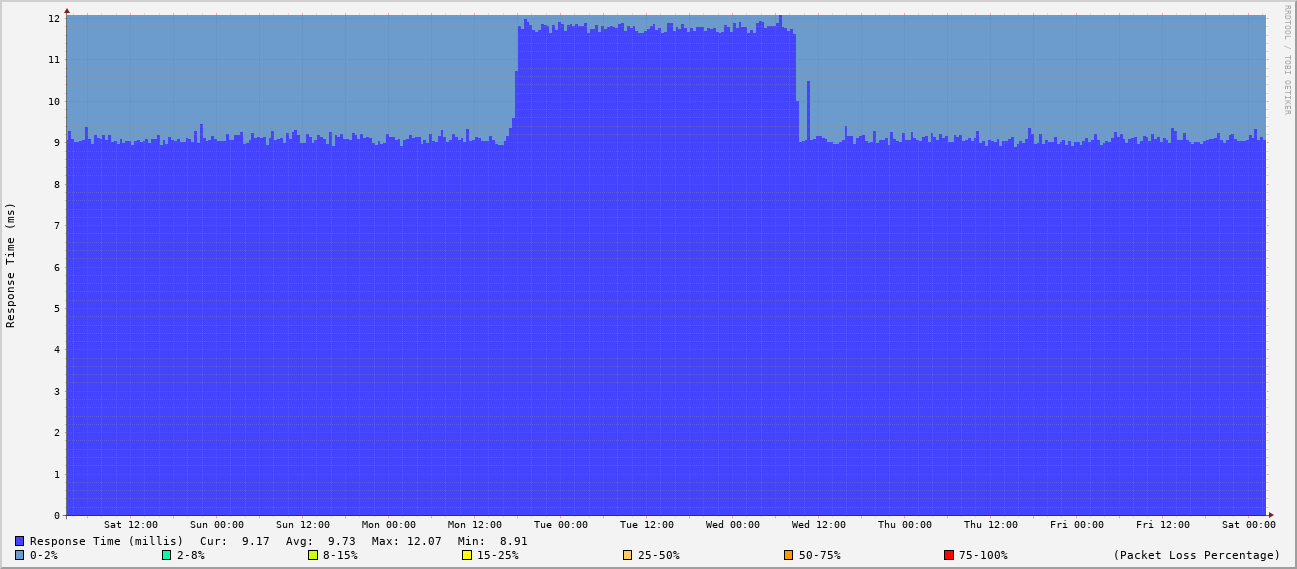 RRDTOOL / TOBI OETIKER
Response Time (ms)
12
11
10
9
8
7
6
5
4
3
2
1
0
Sat 12:00 Sun 00:00 Sun 12:00 Mon 00:00 Mon 12:00 Tue 00:00 Tue 12:00 Wed 00:00 Wed 12:00 Thu 00:00 Thu 12:00 Fri 00:00 Fri 12:00 Sat 00:00
Response Time (millis) Cur: 9.17 Avg: 9.73 Max: 12.07 Min: 8.91
0-2% 2-8% 8-15% 15-25% 25-50% 50-75% 75-100% (Packet Loss Percentage)